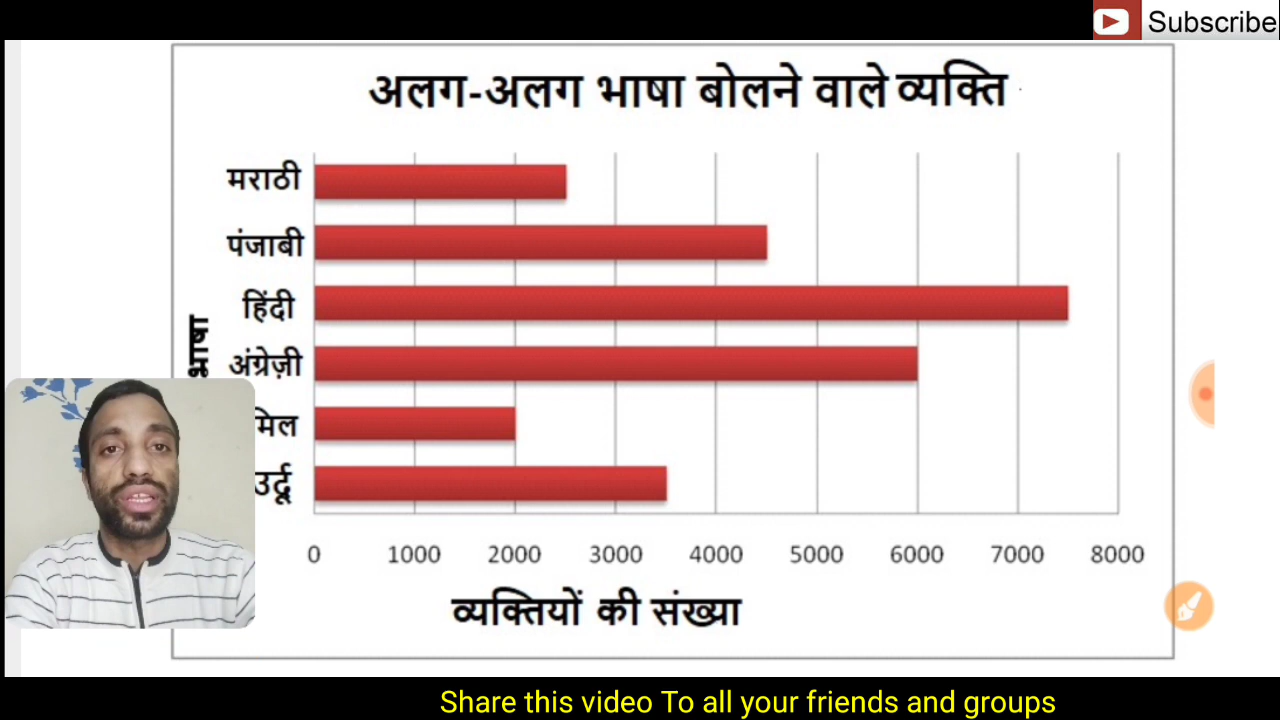 Subscribe
अलग-अलग भाषा बोलने वाले व्यक्ति
मराठी
पंजाबी
हिंदी
भाषा
अंग्रेज़ी
मिल
उर्दू
0 1000 2000 3000 4000 5000 6000 7000 8000
व्यक्तियों की संख्या
Share this video To all your friends and groups